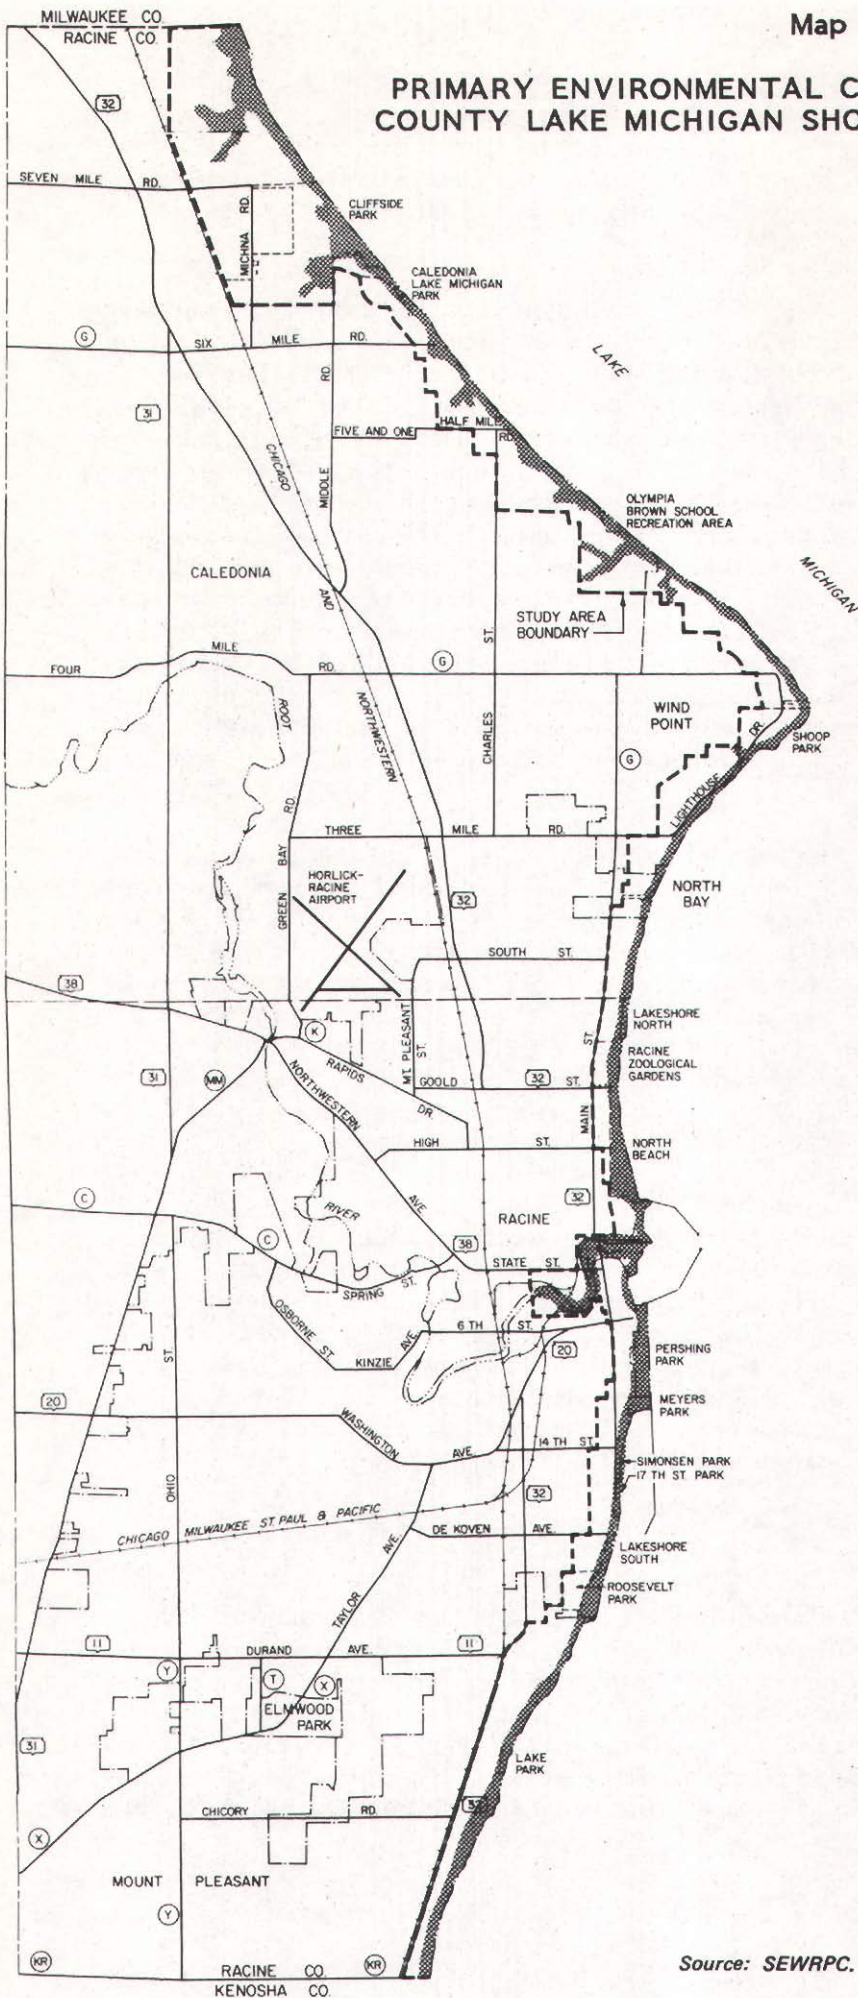 MILWAUKEE CO.
RACINE CO.
Map
PRIMARY ENVIRONMENTAL C
COUNTY LAKE MICHIGAN SHO
32
SEVEN MILE RD.
MICHNA RD.
CLIFFSIDE
PARK
CALEDONIA
LAKE MICHIGAN
PARK
G
SIX MILE RD.
LAKE
31
MIDDLE RD.
FIVE AND ONE HALF MILE RD.
CHICAGO AND NORTHWESTERN
OLYMPIA
BROWN SCHOOL
RECREATION AREA
MICHIGAN
CALEDONIA
STUDY AREA
BOUNDARY
FOUR MILE RD.
G
ROOT
CHARLES ST.
WIND
POINT
SHOOP
PARK
G
LIGHTHOUSE DR.
THREE MILE RD.
GREEN BAY RD.
HORLICK-
RACINE
AIRPORT
32
NORTH
BAY
SOUTH ST.
38
LAKESHORE
NORTH
K
MT. PLEASANT ST.
RACINE
ZOOLOGICAL
GARDENS
31
MM
RAPIDS DR.
GOOLD ST.
32
MAIN ST.
NORTHWESTERN AVE.
HIGH ST.
NORTH
BEACH
C
32
RIVER
RACINE
C
38
STATE ST.
SPRING ST.
OSBORNE ST.
6 TH ST.
KINZIE AVE.
20
PERSHING
PARK
20
MEYERS
PARK
WASHINGTON AVE.
14 TH ST.
SIMONSEN PARK
17 TH ST. PARK
OHIO ST.
32
CHICAGO MILWAUKEE ST. PAUL & PACIFIC
DE KOVEN AVE.
LAKESHORE
SOUTH
TAYLOR AVE.
ROOSEVELT
PARK
11
DURAND AVE.
11
Y
T
X
ELMWOOD
PARK
31
LAKE
PARK
CHICORY RD.
32
X
MOUNT PLEASANT
Y
KR
RACINE CO.
KR
KENOSHA CO.
Source: SEWRPC.